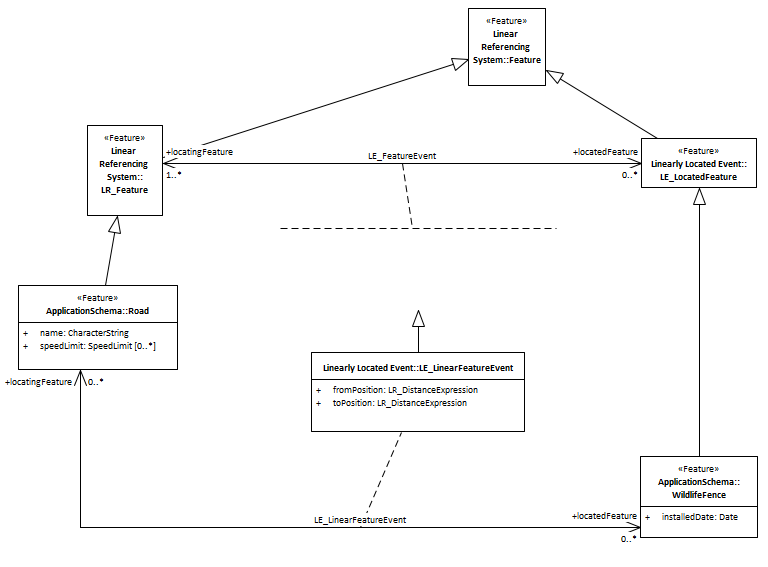 «Feature»
Linear
Referencing
System::Feature
«Feature»
Linear
Referencing
System::
LR_Feature
+locatingFeature
1..*
LE_FeatureEvent
+locatedFeature
0..*
«Feature»
Linearly Located Event::
LE_LocatedFeature
«Feature»
ApplicationSchema::Road
+ name: CharacterString
+ speedLimit: SpeedLimit [0..*]
+locatingFeature
0..*
Linearly Located Event::LE_LinearFeatureEvent
+ fromPosition: LR_DistanceExpression
+ toPosition: LR_DistanceExpression
«Feature»
ApplicationSchema::
WildlifeFence
+ installedDate: Date
LE_LinearFeatureEvent
+locatedFeature
0..*